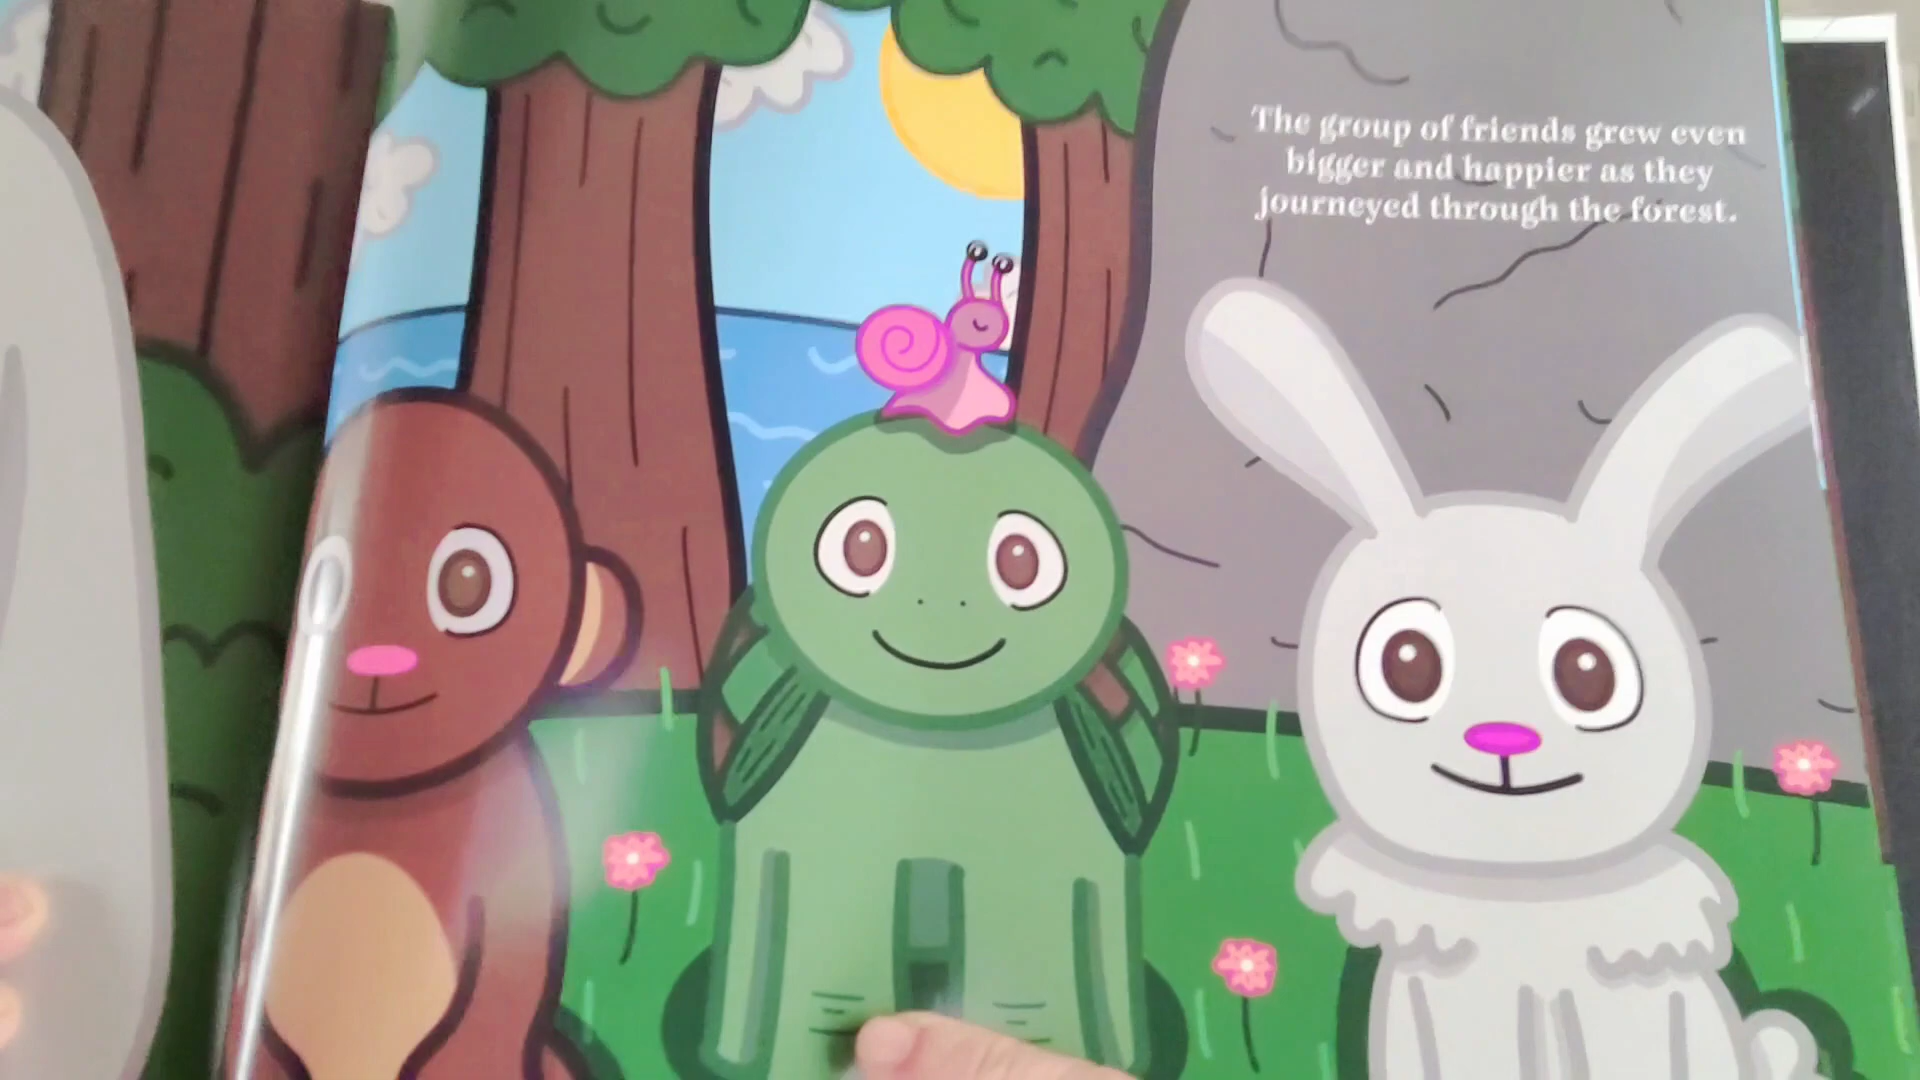 The group of friends grew even
bigger and happier as they
journeyed through the forest.